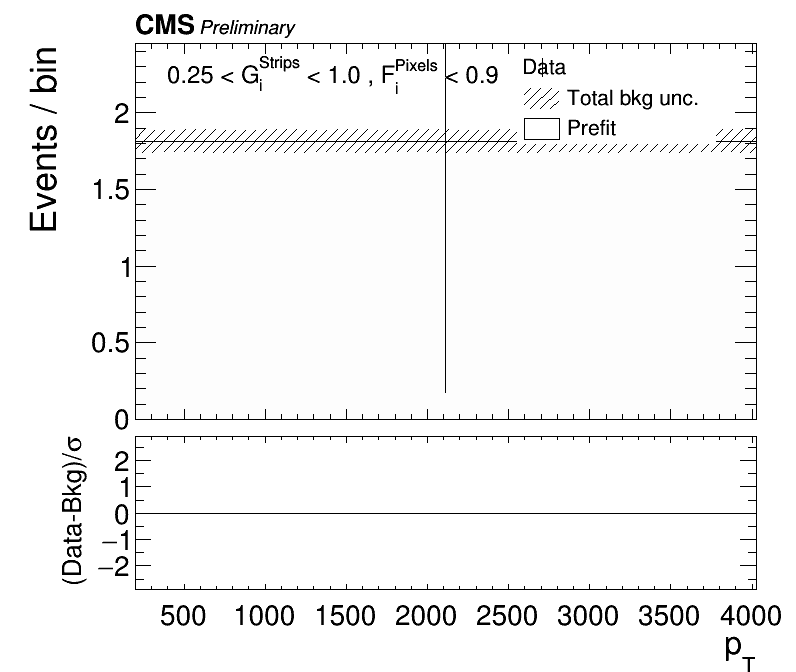 CMS Preliminary
0.25 < G_i^Strips < 1.0 , F_i^Pixels < 0.9
Data
Total bkg unc.
Prefit
Events / bin
2
1.5
1
0.5
0
(Data-Bkg)/σ
2
1
0
−1
−2
500 1000 1500 2000 2500 3000 3500 4000
p_T